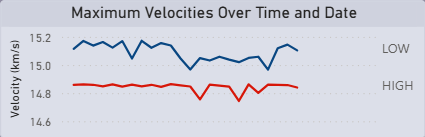 Maximum Velocities Over Time and Date
Velocity (km/s)
15.2
15.0
14.8
14.6
LOW
HIGH